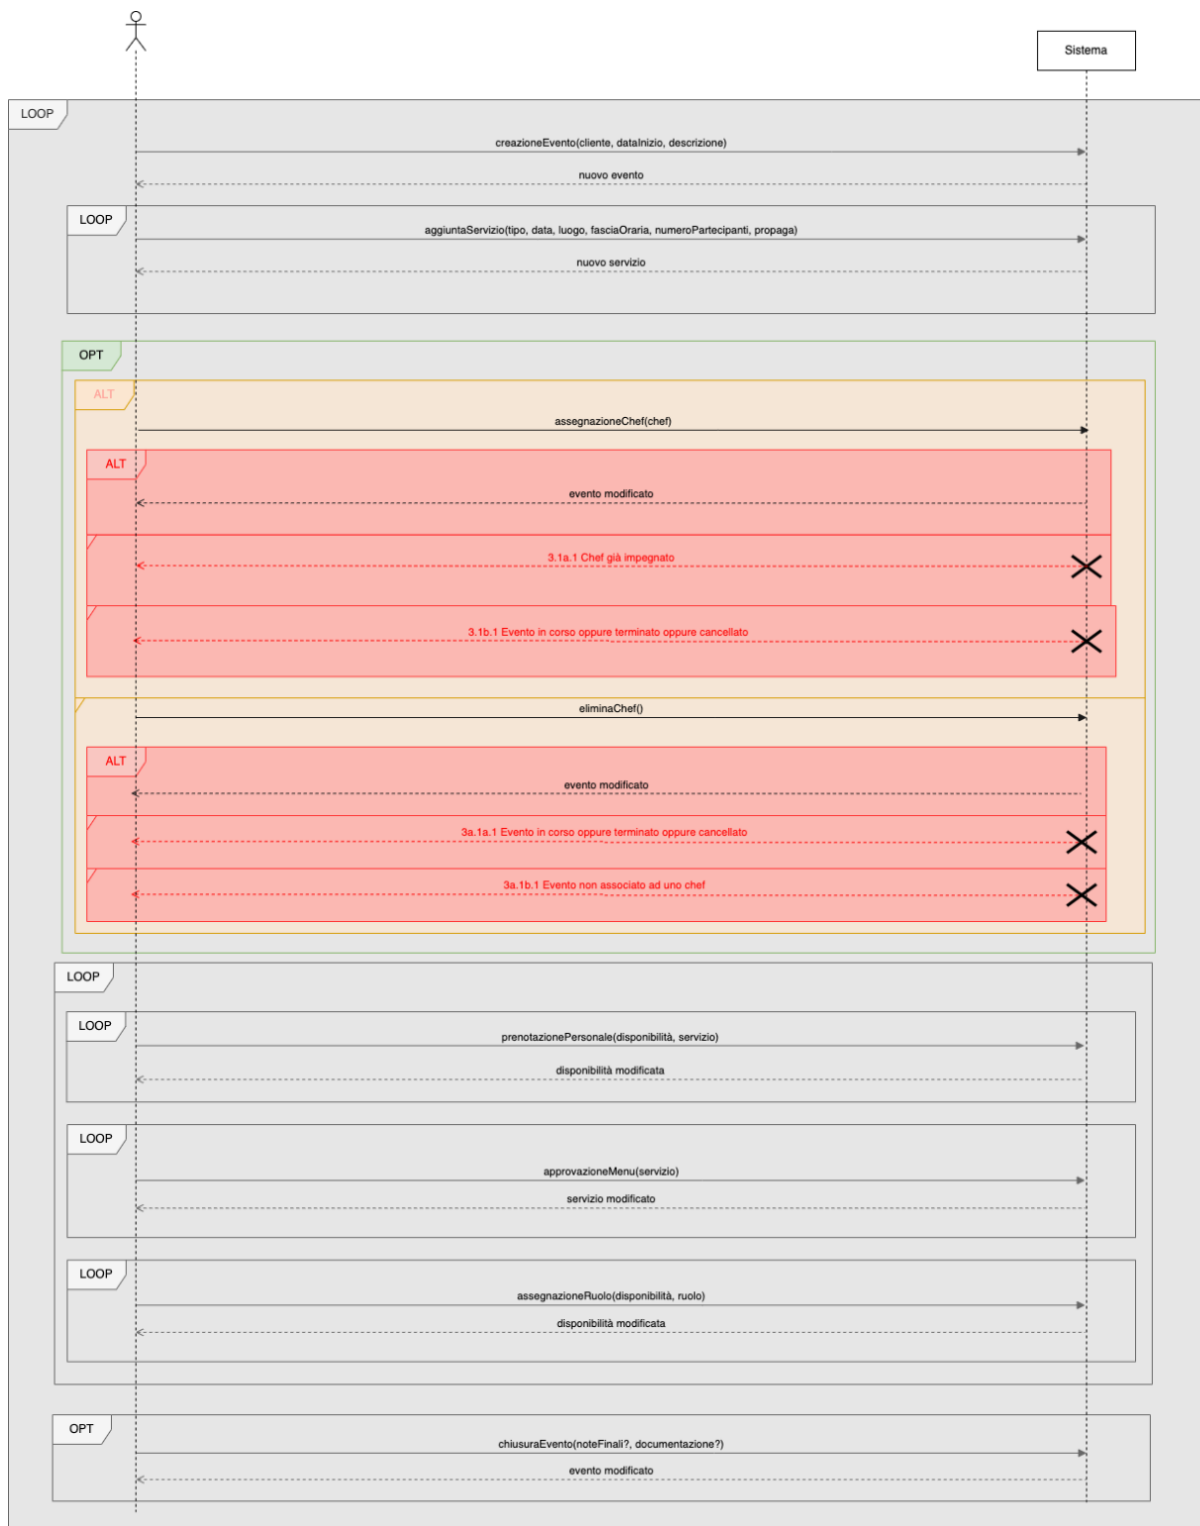 Sistema
LOOP
creazioneEvento(cliente, dataInizio, descrizione)
nuovo evento
LOOP
aggiuntaServizio(tipo, data, luogo, fasciaOraria, numeroPartecipanti, propaga)
nuovo servizio
OPT
ALT
assegnazioneChef(chef)
ALT
evento modificato
3.1a.1 Chef già impegnato
3.1b.1 Evento in corso oppure terminato oppure cancellato
eliminaChef()
ALT
evento modificato
3a.1a.1 Evento in corso oppure terminato oppure cancellato
3a.1b.1 Evento non associato ad uno chef
LOOP
LOOP
prenotazionePersonale(disponibilità, servizio)
disponibilità modificata
LOOP
approvazioneMenu(servizio)
servizio modificato
LOOP
assegnazioneRuolo(disponibilità, ruolo)
disponibilità modificata
OPT
chiusuraEvento(noteFinali?, documentazione?)
evento modificato